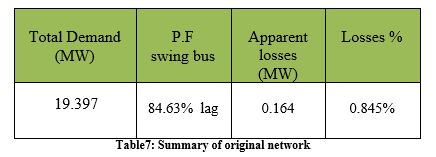 Total Demand (MW)
P.F swing bus
Apparent losses (MW)
Losses %
19.397
84.63% lag
0.164
0.845%
Table7: Summary of original network